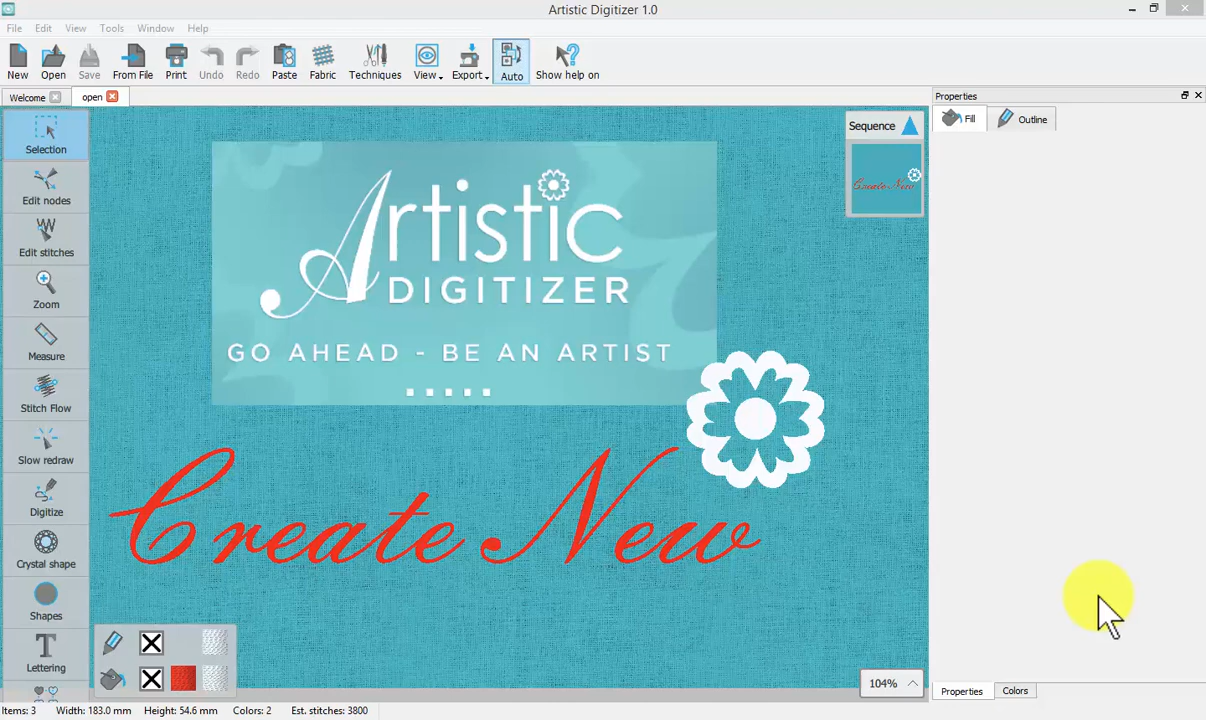 Artistic Digitizer 1.0
File Edit View Tools Window Help
New Open Save From File Print Undo Redo Paste Fabric Techniques View Export Auto Show help on
Welcome open
Properties
Fill Outline
Selection
Edit nodes
Edit stitches
Zoom
Measure
Stitch Flow
Slow redraw
Digitize
Crystal shape
Shapes
Lettering
Sequence
Create New
Artistic
DIGITIZER
GO AHEAD - BE AN ARTIST
Create New
104%
Properties Colors
Items: 3 Width: 183.0 mm Height: 54.6 mm Colors: 2 Est. stitches: 3800